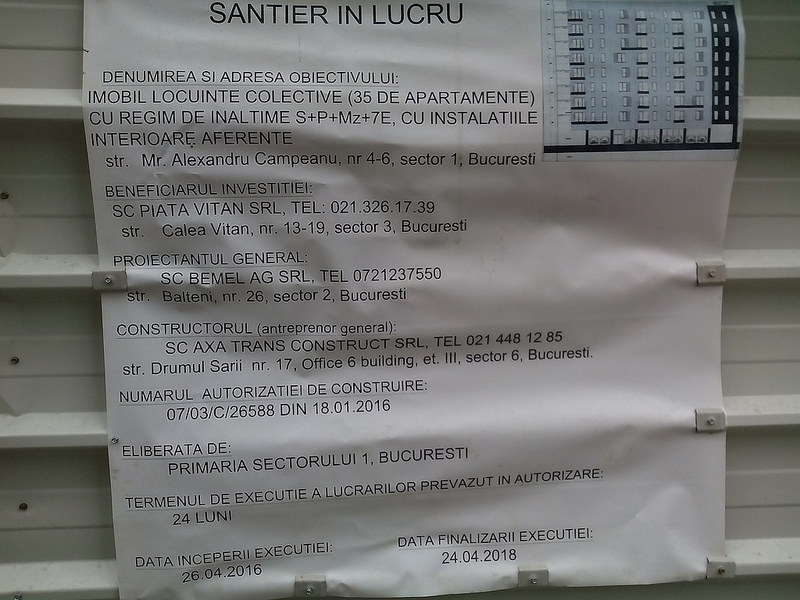 SANTIER IN LUCRU
DENUMIREA SI ADRESA OBIECTIVULUI:
IMOBIL LOCUINTE COLECTIVE (35 DE APARTAMENTE)
CU REGIM DE INALTIME S+P+Mz+7E, CU INSTALATIILE
INTERIOARE AFERENTE
str. Mr. Alexandru Campeanu, nr 4-6, sector 1, Bucuresti
BENEFICIARUL INVESTITIEI:
SC PIATA VITAN SRL, TEL: 021.326.17.39
str. Calea Vitan, nr. 13-19, sector 3, Bucuresti
PROIECTANTUL GENERAL:
SC BEMEL AG SRL, TEL 0721237550
str. Balteni, nr. 26, sector 2, Bucuresti
CONSTRUCTORUL (antreprenor general):
SC AXA TRANS CONSTRUCT SRL, TEL 021 448 12 85
str. Drumul Sarii nr. 17, Office 6 building, et. III, sector 6, Bucuresti.
NUMARUL AUTORIZATIEI DE CONSTRUIRE:
07/03/C/26588 DIN 18.01.2016
ELIBERATA DE:
PRIMARIA SECTORULUI 1, BUCURESTI
TERMENUL DE EXECUTIE A LUCRARILOR PREVAZUT IN AUTORIZARE:
24 LUNI
DATA INCEPERII EXECUTIEI:
26.04.2016
DATA FINALIZARII EXECUTIEI:
24.04.2018